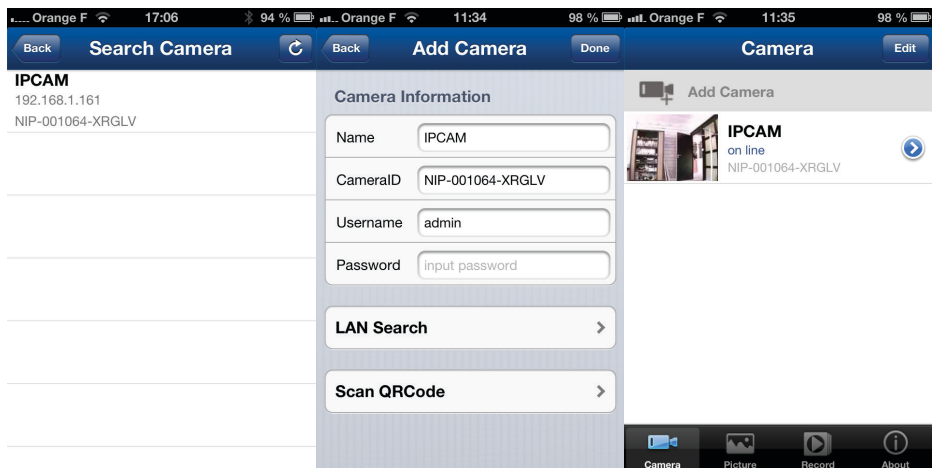 Orange F 17:06 94 %
Back Search Camera
IPCAM
192.168.1.161
NIP-001064-XRGLV
Orange F 11:34 98 %
Back Add Camera Done
Camera Information
Name IPCAM
CameraID NIP-001064-XRGLV
Username admin
Password input password
LAN Search
Scan QRCode
Orange F 11:35 98 %
Camera Edit
Add Camera
IPCAM
on line
NIP-001064-XRGLV
Camera Picture Record About